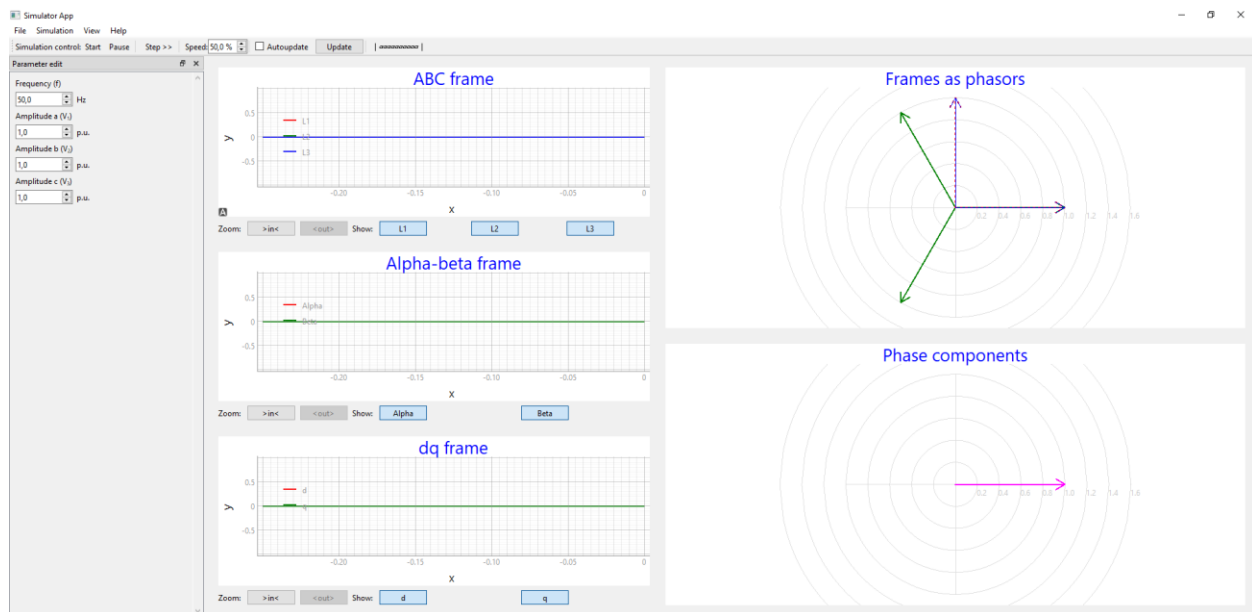 Simulator App
File Simulation View Help
Simulation control: Start Pause Step >> Speed: 50,0 % Autoupdate Update
Parameter edit
Frequency (f)
50,0 Hz
Amplitude a (V₁)
1,0 p.u.
Amplitude b (V₂)
1,0 p.u.
Amplitude c (V₃)
1,0 p.u.
ABC frame
y
0.5
0
-0.5
L1
L2
L3
-0.20 -0.15 -0.10 -0.05 0
x
A
Zoom: >in< <out> Show: L1 L2 L3
Alpha-beta frame
y
0.5
0
-0.5
Alpha
Beta
-0.20 -0.15 -0.10 -0.05 0
x
Zoom: >in< <out> Show: Alpha Beta
dq frame
y
0.5
0
-0.5
d
q
-0.20 -0.15 -0.10 -0.05 0
x
Zoom: >in< <out> Show: d q
Frames as phasors
0.2 0.4 0.6 0.8 1.0 1.2 1.4 1.6
Phase components
0.2 0.4 0.6 0.8 1.0 1.2 1.4 1.6